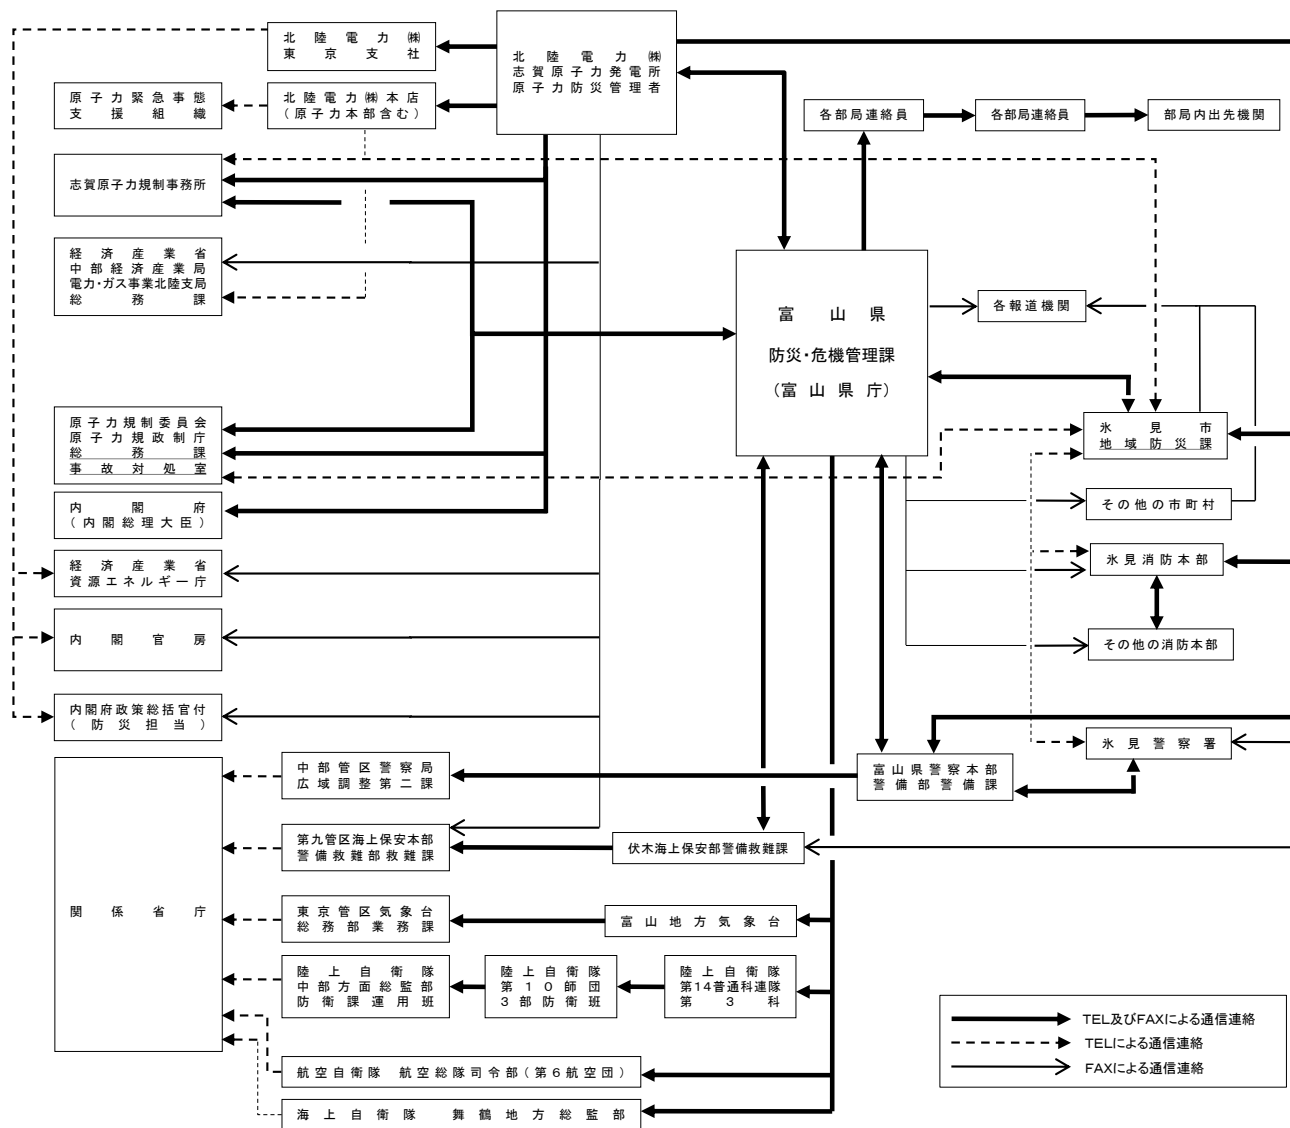 北陸電力㈱
東京支社
北陸電力㈱
志賀原子力発電所
原子力防災管理者
原子力緊急事態
支援組織
北陸電力㈱本店
(原子力本部含む)
各部局連絡員
各部局連絡員
部局内出先機関
志賀原子力規制事務所
経済産業省
中部経済産業局
電力・ガス事業北陸支局
総務課
富山県
防災・危機管理課
(富山県庁)
各報道機関
原子力規制委員会
原子力規政制庁
総務課
事故対処室
氷見市
地域防災課
内閣府
(内閣総理大臣)
その他の市町村
経済産業省
資源エネルギー庁
氷見消防本部
内閣官房
その他の消防本部
内閣府政策総括官付
(防災担当)
氷見警察署
関係省庁
中部管区警察局
広域調整第二課
富山県警察本部
警備部警備課
第九管区海上保安本部
警備救難部救難課
伏木海上保安部警備救難課
東京管区気象台
総務部業務課
富山地方気象台
陸上自衛隊
中部方面総監部
防衛課運用班
陸上自衛隊
第10師団
3部防衛班
陸上自衛隊
第14普通科連隊
第3科
航空自衛隊 航空総隊司令部(第6航空団)
海上自衛隊 舞鶴地方総監部
TEL及びFAXによる通信連絡
TELによる通信連絡
FAXによる通信連絡